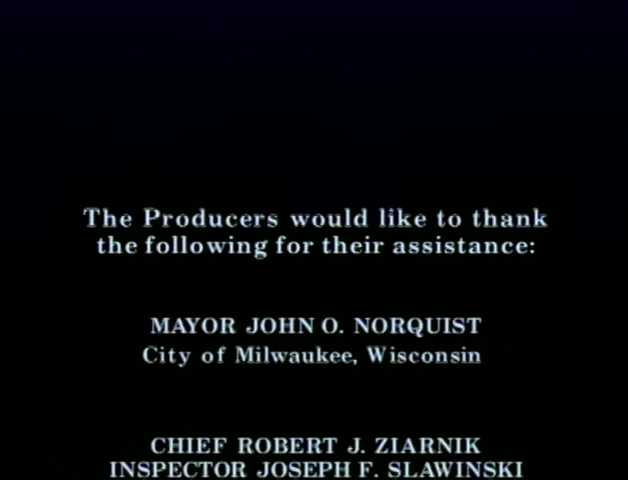 The Producers would like to thank
the following for their assistance:
MAYOR JOHN O. NORQUIST
City of Milwaukee, Wisconsin
CHIEF ROBERT J. ZIARNIK
INSPECTOR JOSEPH F. SLAWINSKI